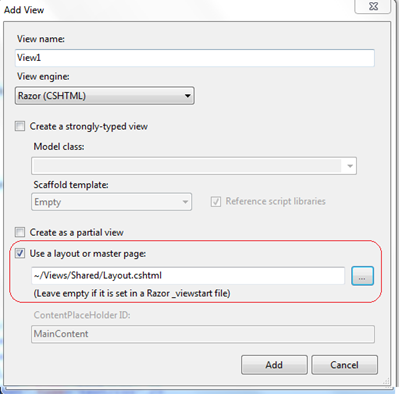 Add View
View name:
View1
View engine:
Razor (CSHTML)
Create a strongly-typed view
Model class:
Scaffold template:
Empty
Reference script libraries
Create as a partial view
Use a layout or master page:
~/Views/Shared/Layout.cshtml
...
(Leave empty if it is set in a Razor _viewstart file)
ContentPlaceHolder ID:
MainContent
Add
Cancel